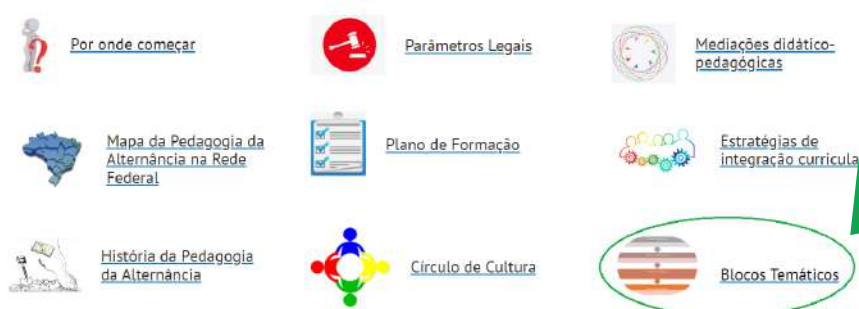 Por onde começar
Parâmetros Legais
Mediações didático-
pedagógicas
Mapa da Pedagogia da
Alternância na Rede
Federal
Plano de Formação
Estratégias de
integração curricula
História da Pedagogia
da Alternância
Círculo de Cultura
Blocos Temáticos